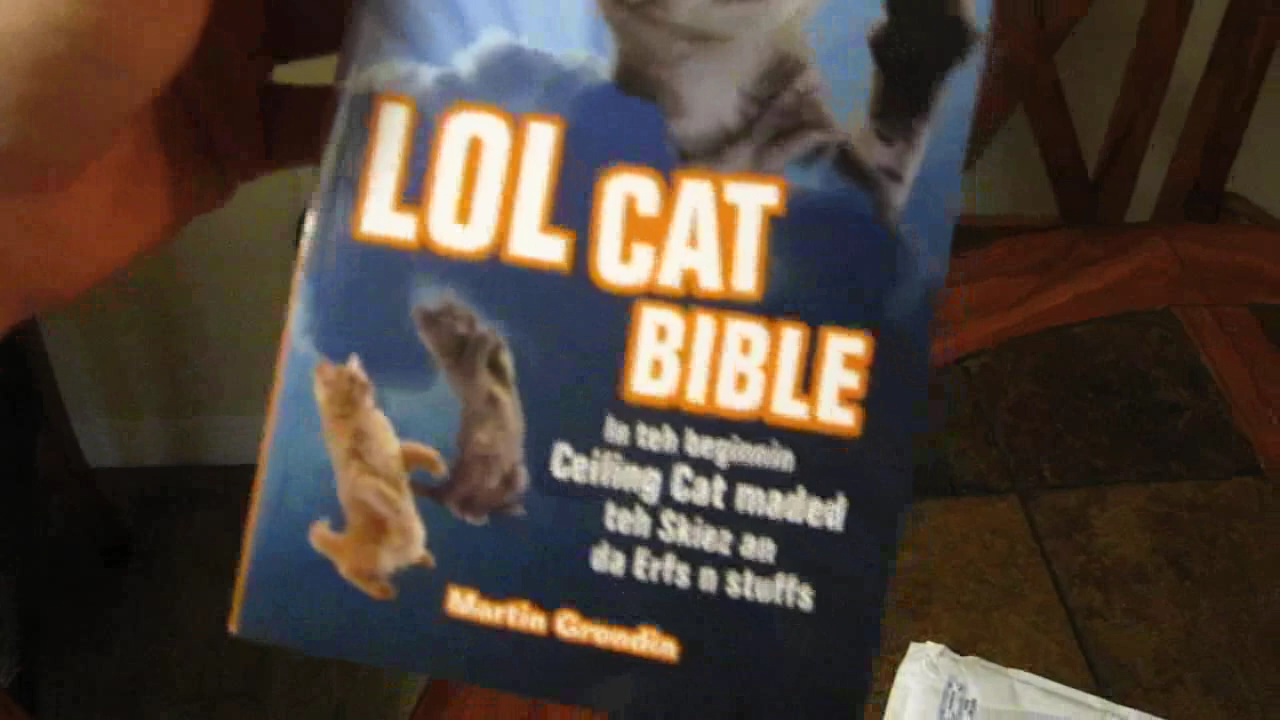 LOL CAT
BIBLE
In teh beginnin
Ceiling Cat maded
teh Skiez an
da Erfs n stuffs
Martin Grondin